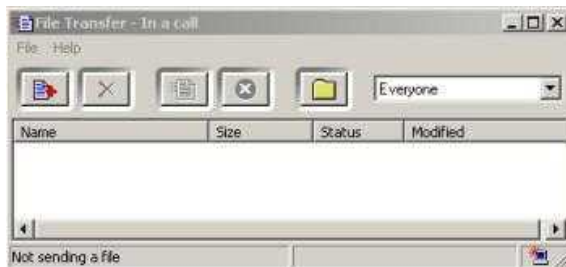 File Transfer - In a call
File Help
Everyone
Name Size Status Modified
Not sending a file